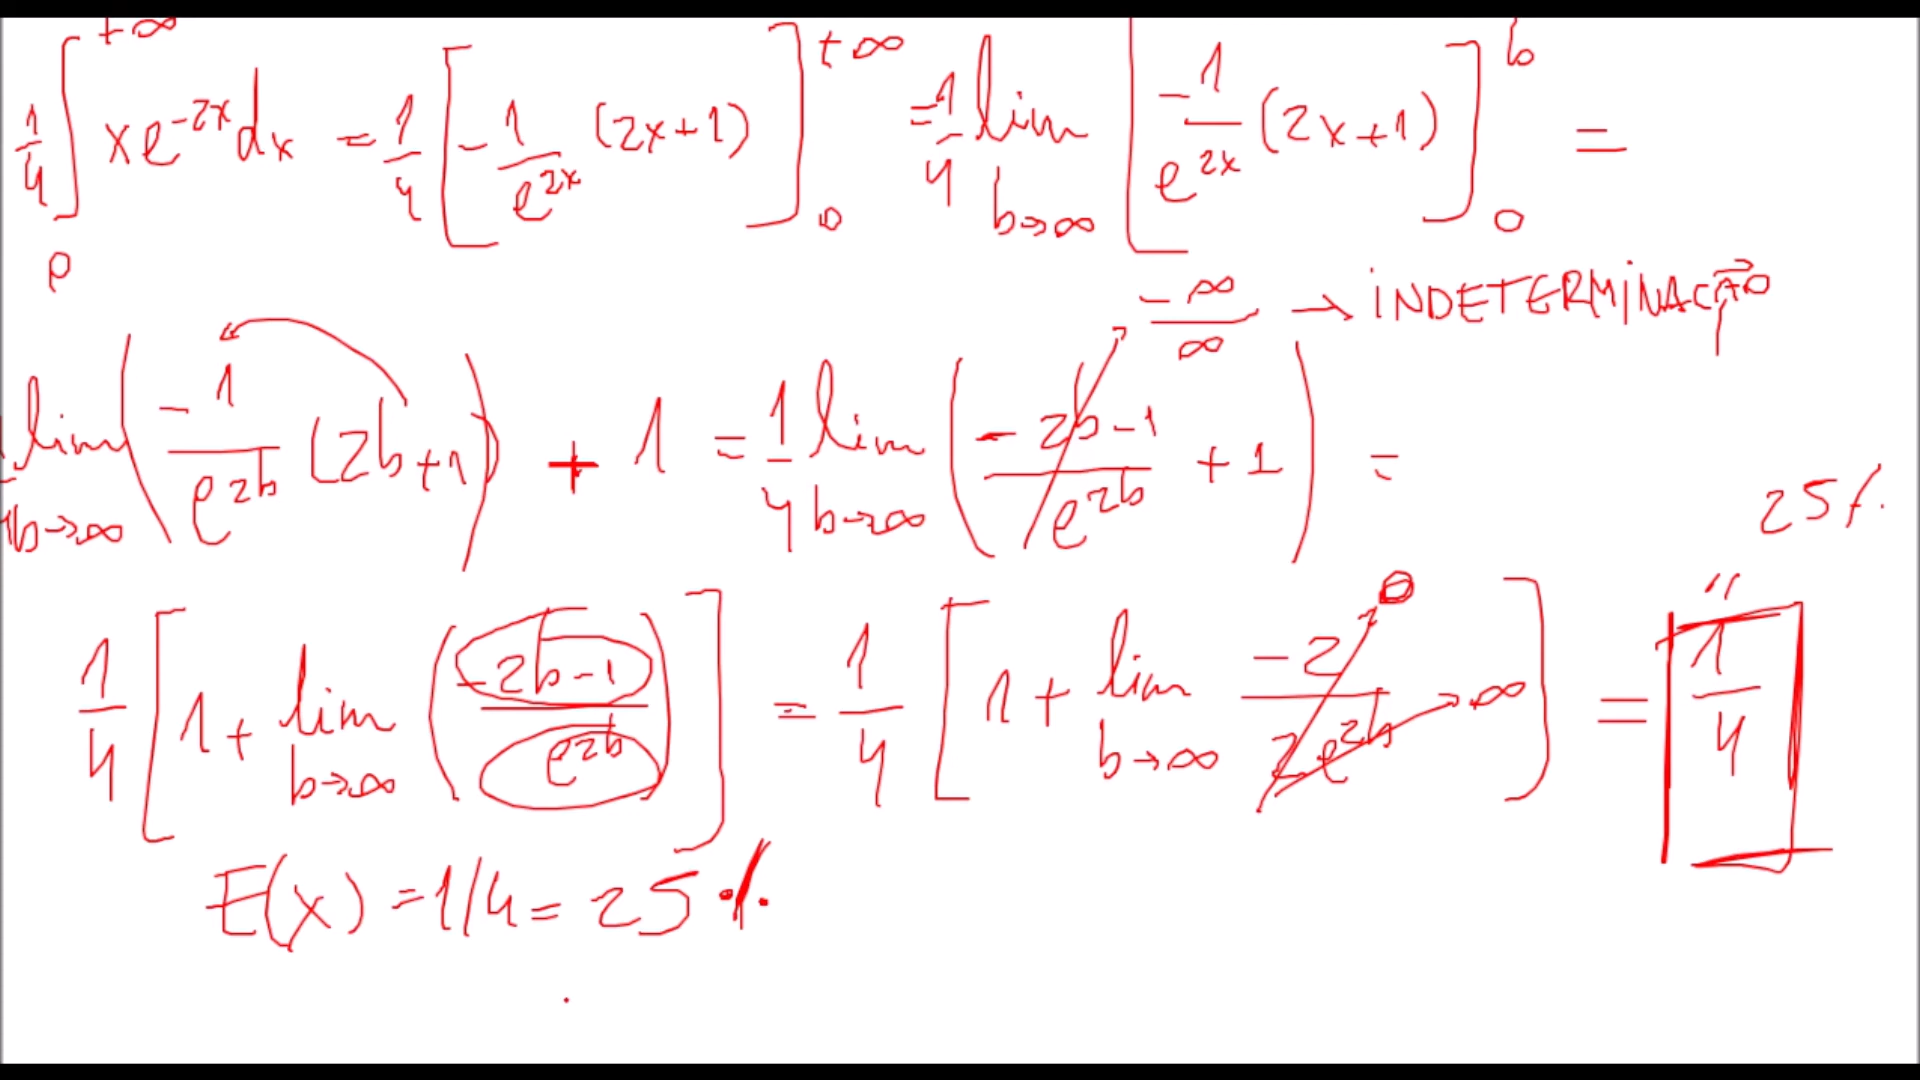 1/4 ∫₀^{+∞} xe^{-2x} dx = 1/4 [-1/e^{2x} (2x+1)]₀^{+∞} = 1/4 lim_{b→∞} [-1/e^{2x} (2x+1)]₀^{b} =
-∞/∞ → INDETERMINAÇÃO
lim_{b→∞} (-1/e^{2b} (2b+1)) + 1 = 1/4 lim_{b→∞} (-2b-1/e^{2b} + 1) =
25%
1/4 [1 + lim_{b→∞} (-2b-1/e^{2b})] = 1/4 [1 + lim_{b→∞} -2/2e^{2b} → ∞] = 1/4
0
E(x) = 1/4 = 25%